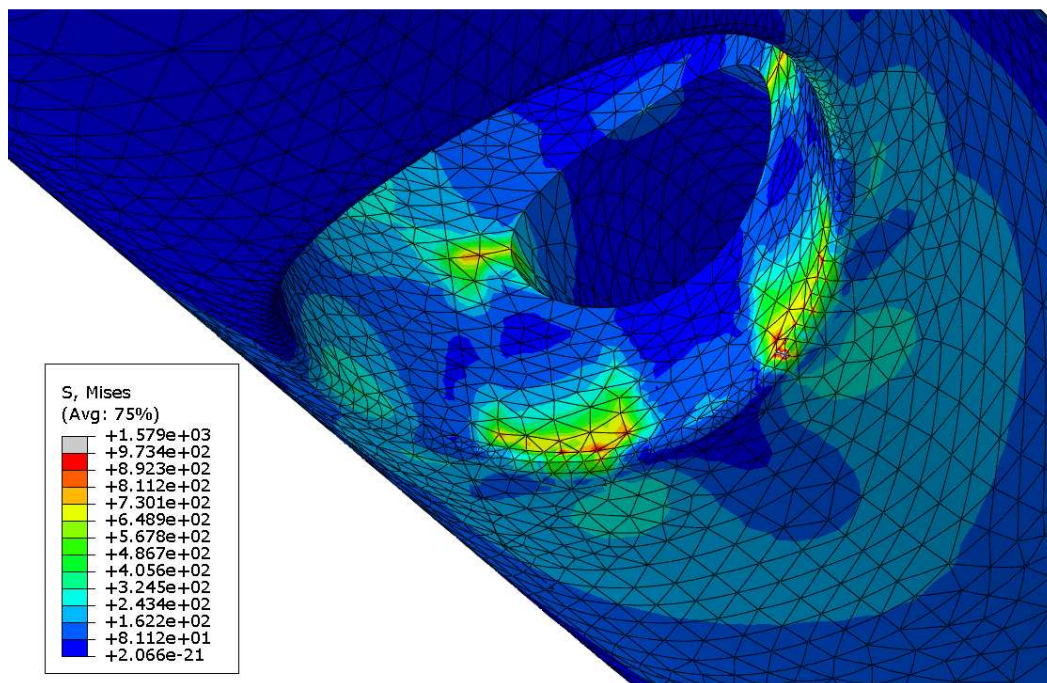 S, Mises
(Avg: 75%)
+1.579e+03
+9.734e+02
+8.923e+02
+8.112e+02
+7.301e+02
+6.489e+02
+5.678e+02
+4.867e+02
+4.056e+02
+3.245e+02
+2.434e+02
+1.622e+02
+8.112e+01
+2.066e-21